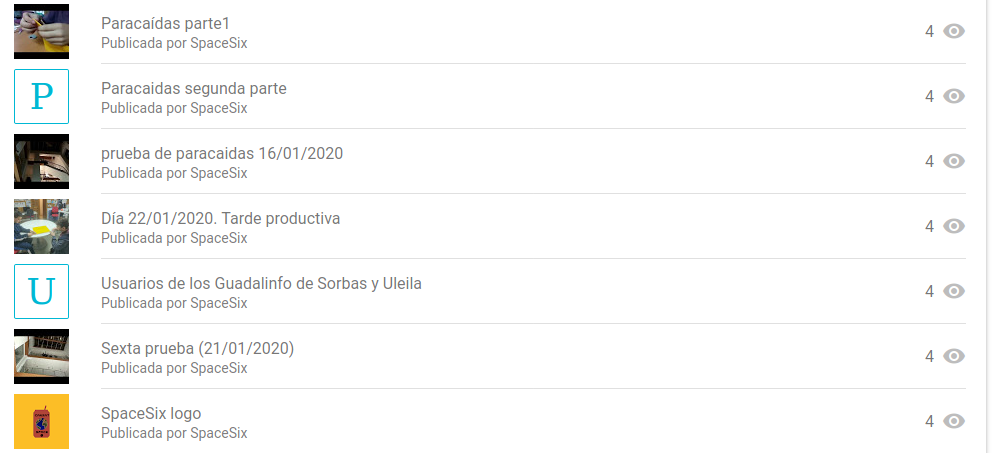 Paracaídas parte1
Publicada por SpaceSix
4
P
Paracaidas segunda parte
Publicada por SpaceSix
4
prueba de paracaidas 16/01/2020
Publicada por SpaceSix
4
Día 22/01/2020. Tarde productiva
Publicada por SpaceSix
4
U
Usuarios de los Guadalinfo de Sorbas y Uleila
Publicada por SpaceSix
4
Sexta prueba (21/01/2020)
Publicada por SpaceSix
4
SpaceSix logo
Publicada por SpaceSix
4